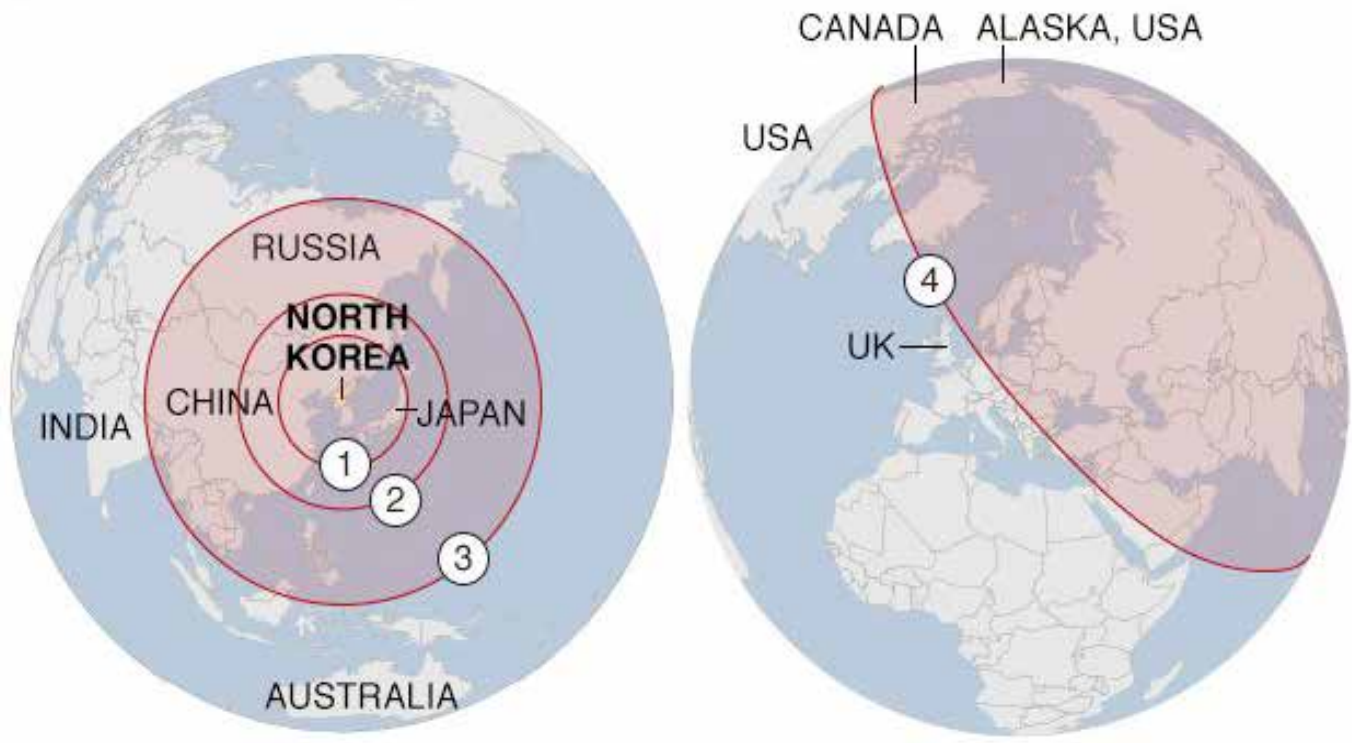 CANADA
ALASKA, USA
USA
RUSSIA
NORTH
KOREA
4
UK
CHINA
JAPAN
INDIA
1
2
3
AUSTRALIA